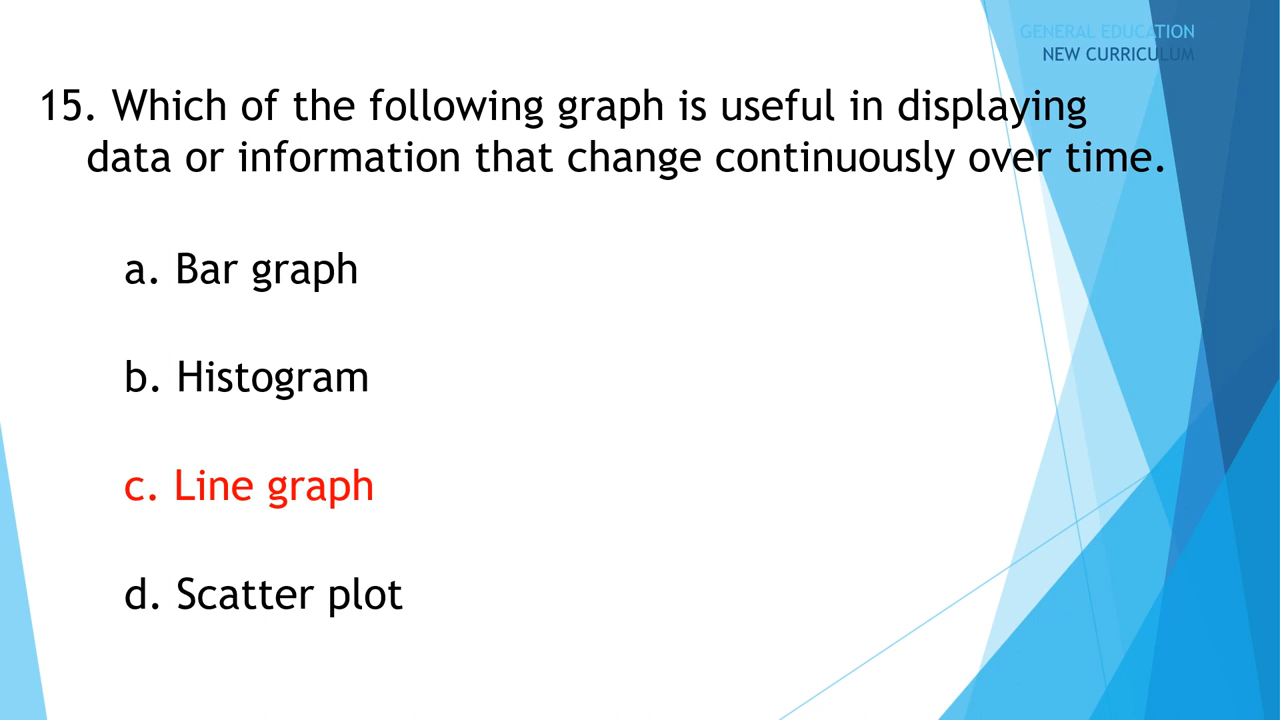 GENERAL EDUCATION
NEW CURRICULUM
15. Which of the following graph is useful in displaying
data or information that change continuously over time.
a. Bar graph
b. Histogram
c. Line graph
d. Scatter plot